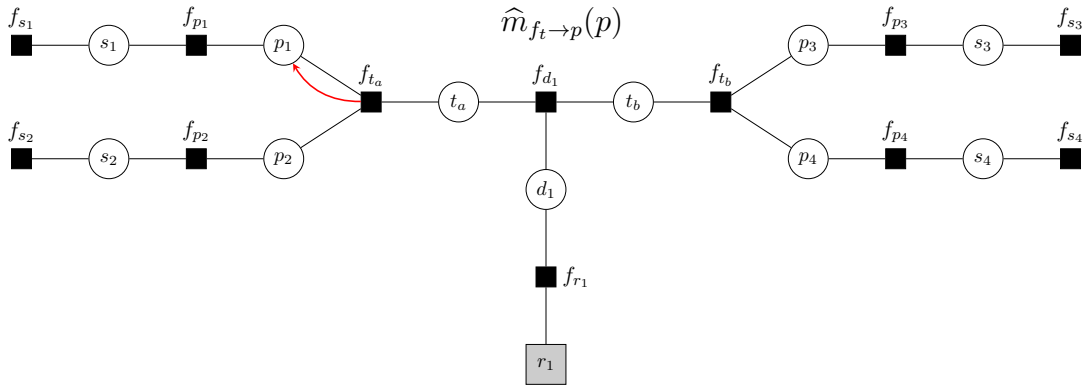 f_{s_1} f_{p_1} \widehat{m}_{f_t→p}(p) f_{p_3} f_{s_3}
s_1 p_1 p_3 s_3
f_{t_a} f_{d_1} f_{t_b}
t_a t_b
f_{s_2} f_{p_2} f_{p_4} f_{s_4}
s_2 p_2 p_4 s_4
d_1
f_{r_1}
r_1